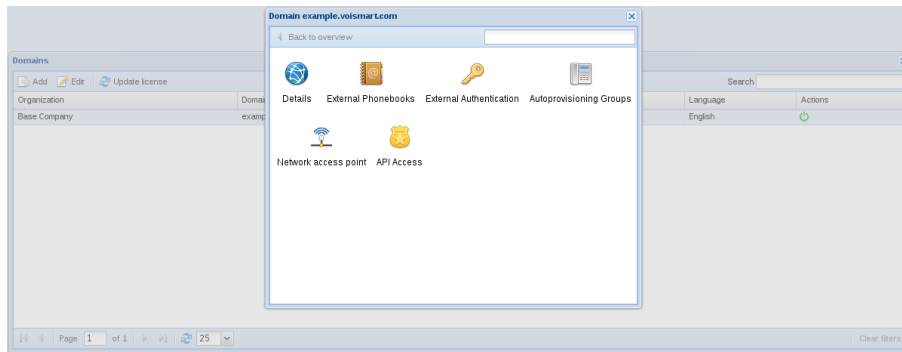 Domain example.voismart.com
Back to overview
Domains
Add Edit Update license
Search
Organization Domai Language Actions
Base Company examp English
Details External Phonebooks External Authentication Autoprovisioning Groups
Network access point API Access
Page 1 of 1 25 Clear filters